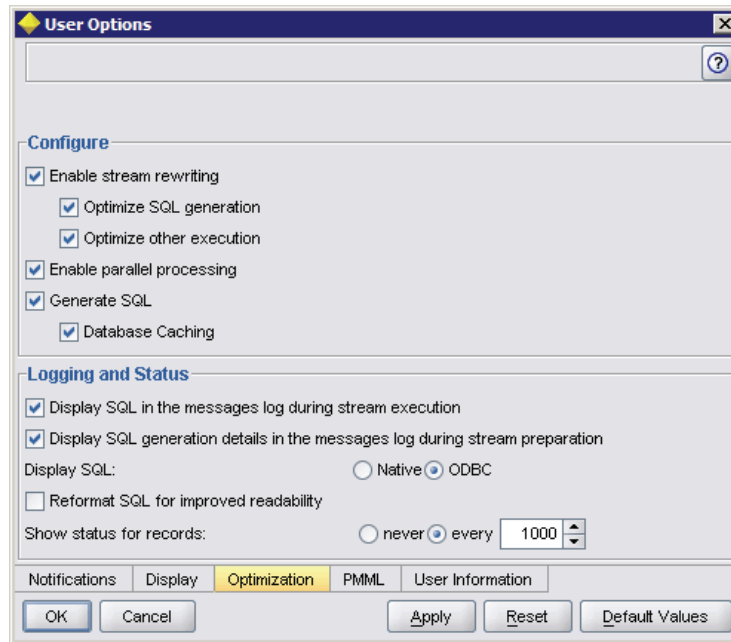 User Options
Configure
Enable stream rewriting
Optimize SQL generation
Optimize other execution
Enable parallel processing
Generate SQL
Database Caching
Logging and Status
Display SQL in the messages log during stream execution
Display SQL generation details in the messages log during stream preparation
Display SQL: Native ODBC
Reformat SQL for improved readability
Show status for records: never every 1000
Notifications Display Optimization PMML User Information
OK Cancel Apply Reset Default Values